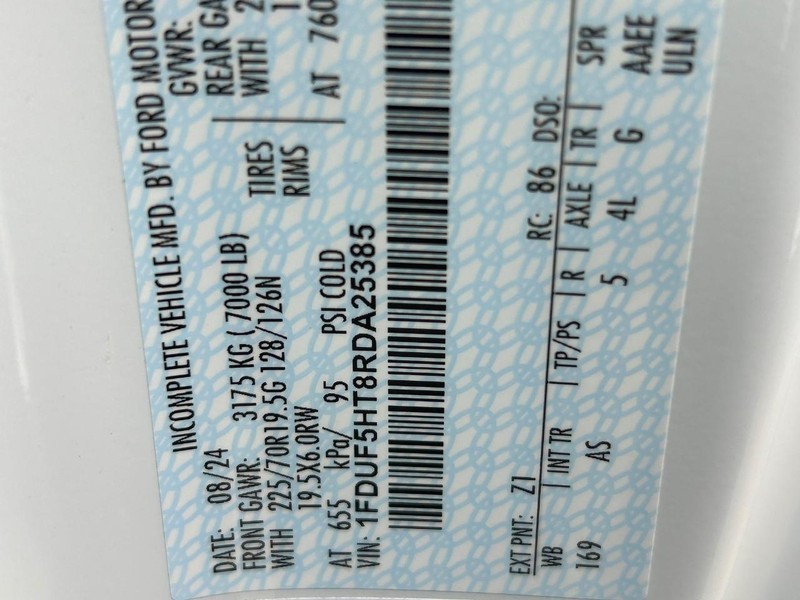 INCOMPLETE VEHICLE MFD. BY FORD MOTOR
DATE: 08/24 GVWR:
FRONT GAWR: 3175 KG ( 7000 LB) REAR GA
WITH 225/70R19.5G 128/126N TIRES WITH 2
19.5X6.0RW RIMS 1
AT 655 kPa/ 95 PSI COLD AT 760
VIN: 1FDUF5HT8RDA25385
EXT PNT: Z1 RC: 86 DSO:
WB | INT TR | TP/PS | R | AXLE | TR | SPR
169 AS 5 4L G AAEE
ULN